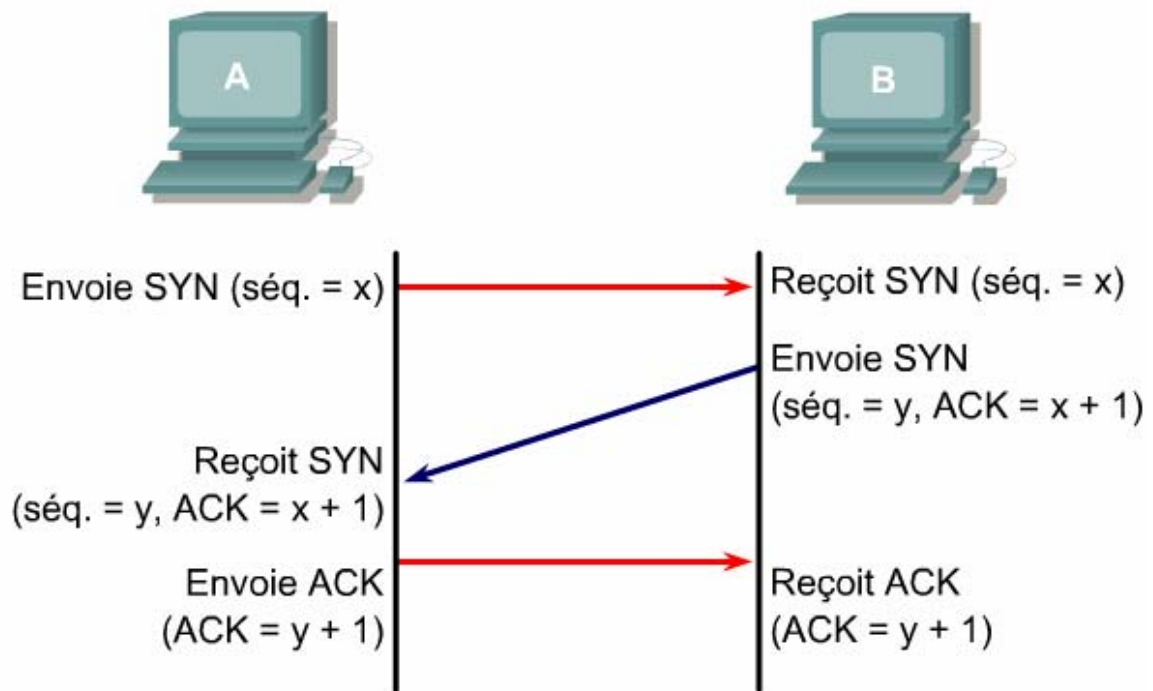 A
B
Envoie SYN (séq. = x)
Reçoit SYN (séq. = x)
Envoie SYN
(séq. = y, ACK = x + 1)
Reçoit SYN
(séq. = y, ACK = x + 1)
Envoie ACK
(ACK = y + 1)
Reçoit ACK
(ACK = y + 1)